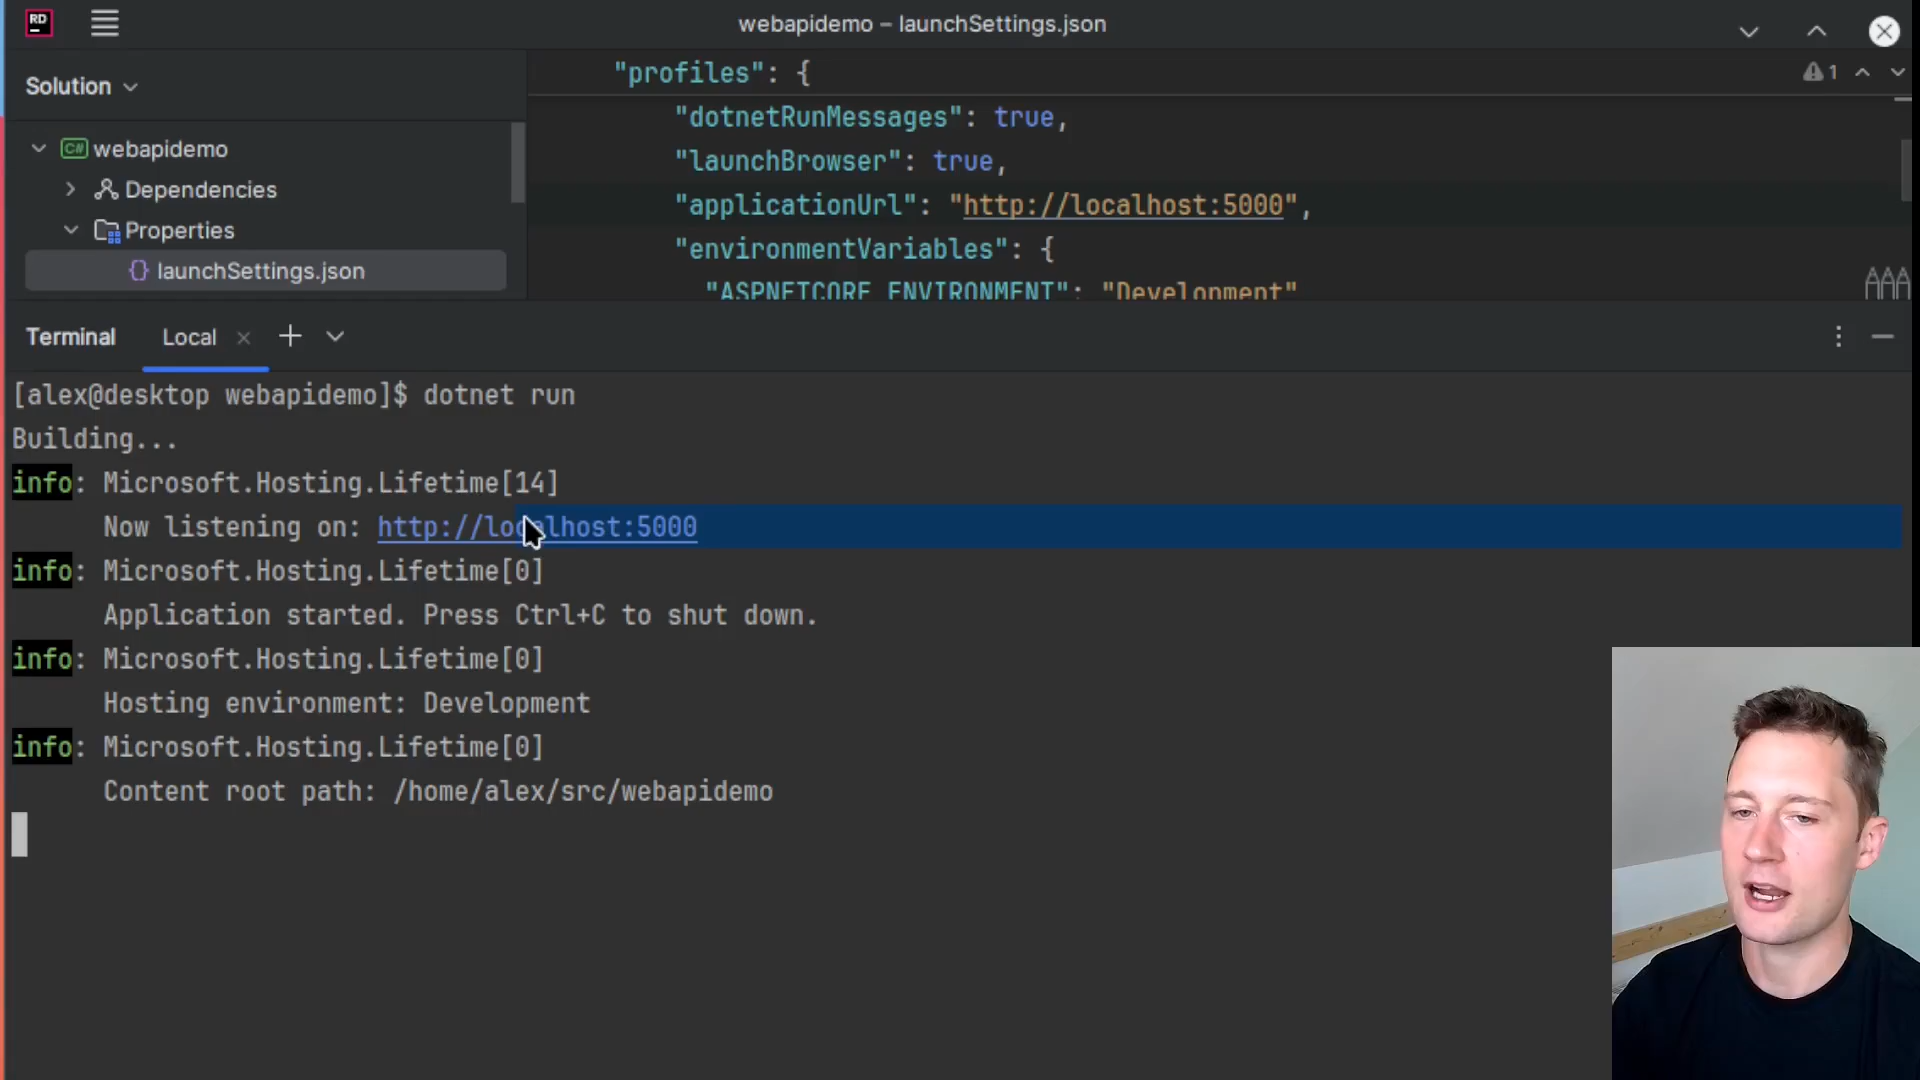 RD
webapidemo – launchSettings.json
Solution
webapidemo
Dependencies
Properties
launchSettings.json
"profiles": {
"dotnetRunMessages": true,
"launchBrowser": true,
"applicationUrl": "http://localhost:5000",
"environmentVariables": {
"ASPNETCORE_ENVIRONMENT": "Development"
1
Terminal
Local
[alex@desktop webapidemo]$ dotnet run
Building...
info: Microsoft.Hosting.Lifetime[14]
Now listening on: http://localhost:5000
info: Microsoft.Hosting.Lifetime[0]
Application started. Press Ctrl+C to shut down.
info: Microsoft.Hosting.Lifetime[0]
Hosting environment: Development
info: Microsoft.Hosting.Lifetime[0]
Content root path: /home/alex/src/webapidemo